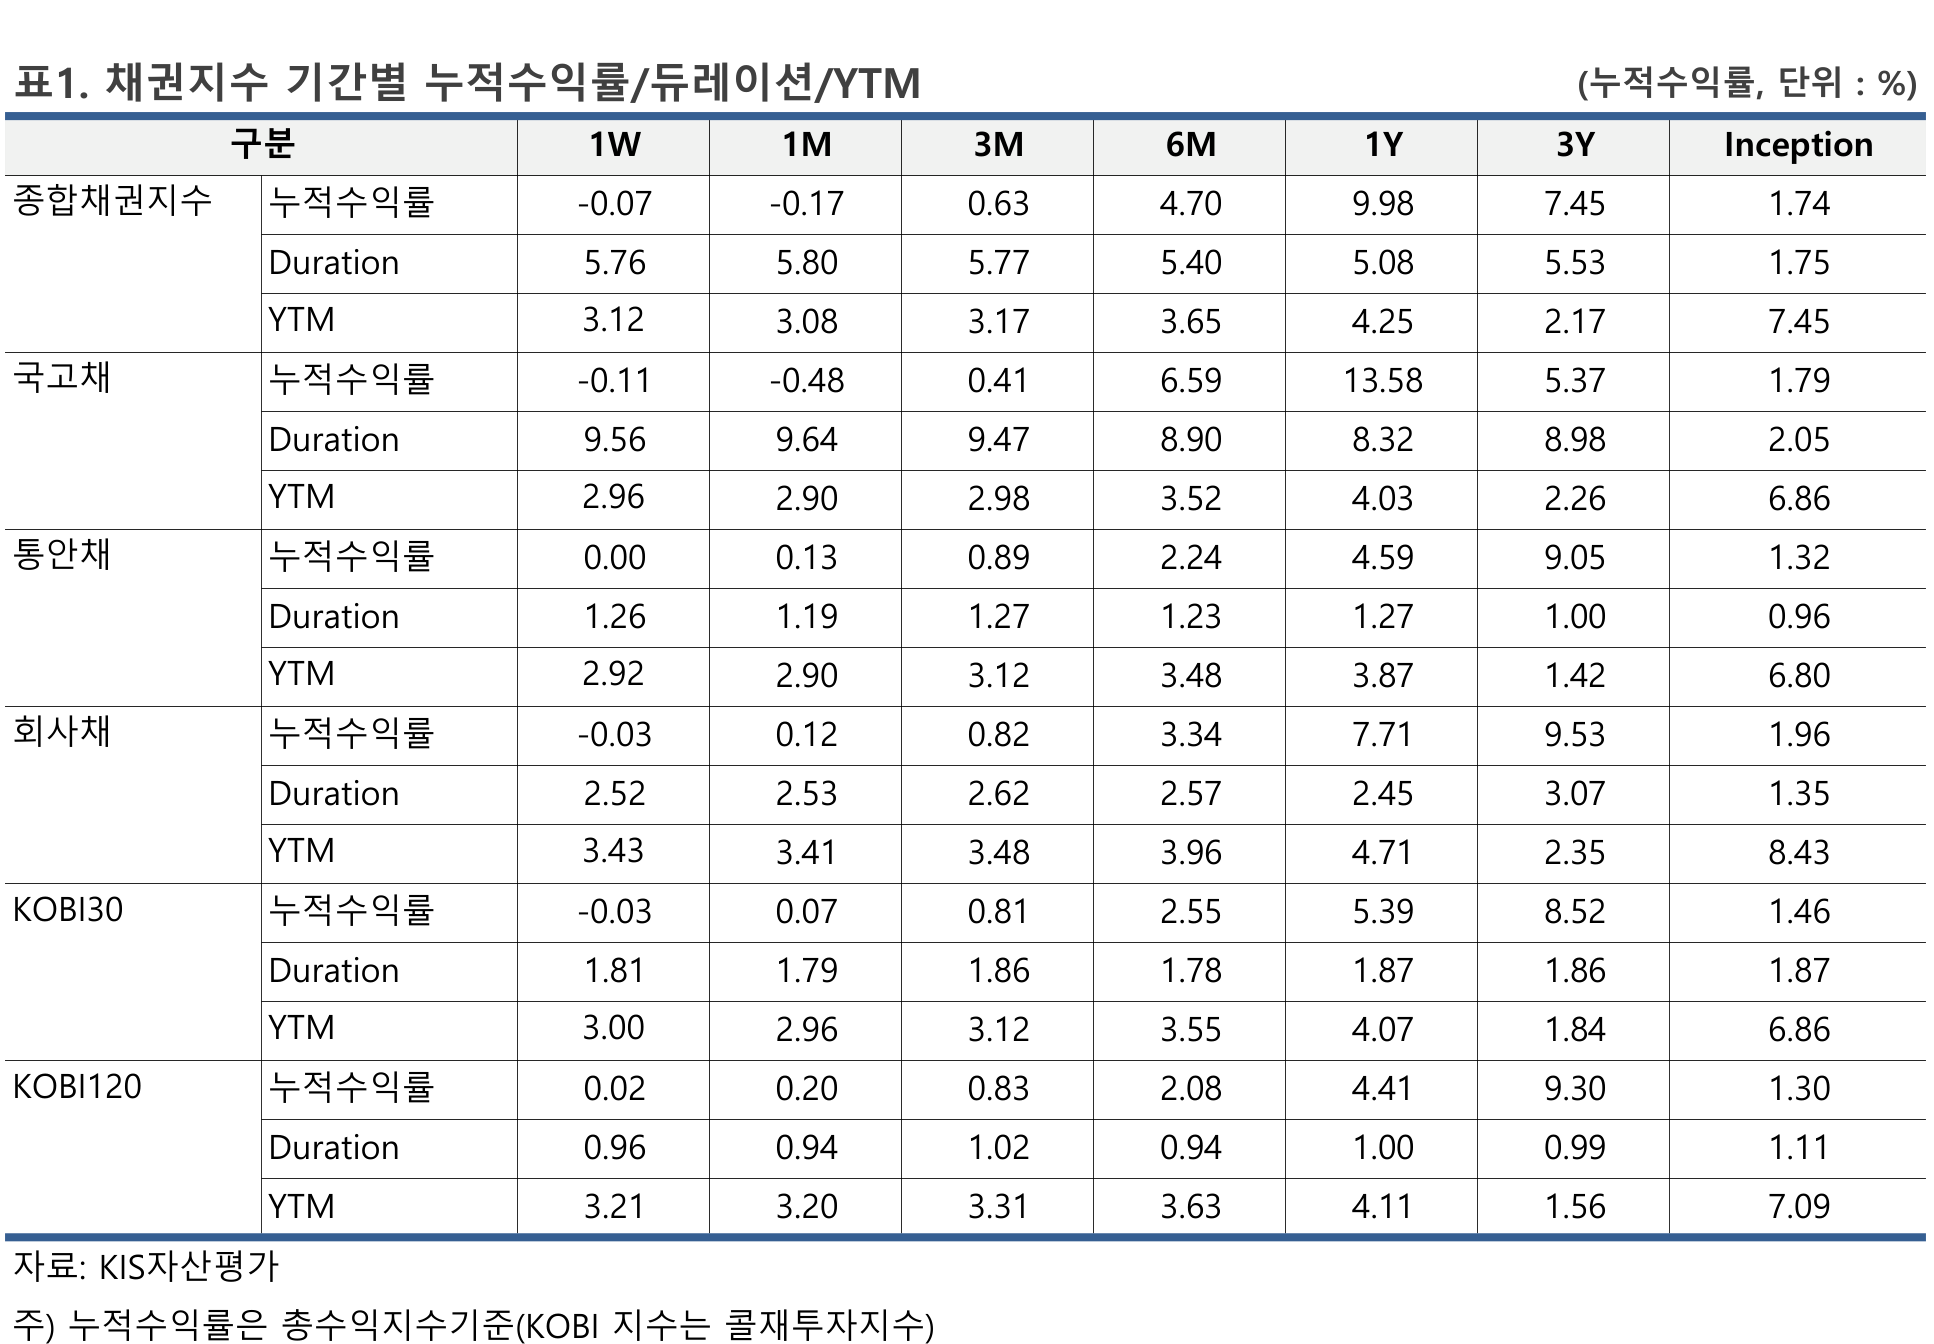 표1. 채권지수 기간별 누적수익률/듀레이션/YTM (누적수익률, 단위 : %)
구분 1W 1M 3M 6M 1Y 3Y Inception
종합채권지수 누적수익률 -0.07 -0.17 0.63 4.70 9.98 7.45 1.74
Duration 5.76 5.80 5.77 5.40 5.08 5.53 1.75
YTM 3.12 3.08 3.17 3.65 4.25 2.17 7.45
국고채 누적수익률 -0.11 -0.48 0.41 6.59 13.58 5.37 1.79
Duration 9.56 9.64 9.47 8.90 8.32 8.98 2.05
YTM 2.96 2.90 2.98 3.52 4.03 2.26 6.86
통안채 누적수익률 0.00 0.13 0.89 2.24 4.59 9.05 1.32
Duration 1.26 1.19 1.27 1.23 1.27 1.00 0.96
YTM 2.92 2.90 3.12 3.48 3.87 1.42 6.80
회사채 누적수익률 -0.03 0.12 0.82 3.34 7.71 9.53 1.96
Duration 2.52 2.53 2.62 2.57 2.45 3.07 1.35
YTM 3.43 3.41 3.48 3.96 4.71 2.35 8.43
KOBI30 누적수익률 -0.03 0.07 0.81 2.55 5.39 8.52 1.46
Duration 1.81 1.79 1.86 1.78 1.87 1.86 1.87
YTM 3.00 2.96 3.12 3.55 4.07 1.84 6.86
KOBI120 누적수익률 0.02 0.20 0.83 2.08 4.41 9.30 1.30
Duration 0.96 0.94 1.02 0.94 1.00 0.99 1.11
YTM 3.21 3.20 3.31 3.63 4.11 1.56 7.09
자료: KIS자산평가
주) 누적수익률은 총수익지수기준(KOBI 지수는 콜재투자지수)